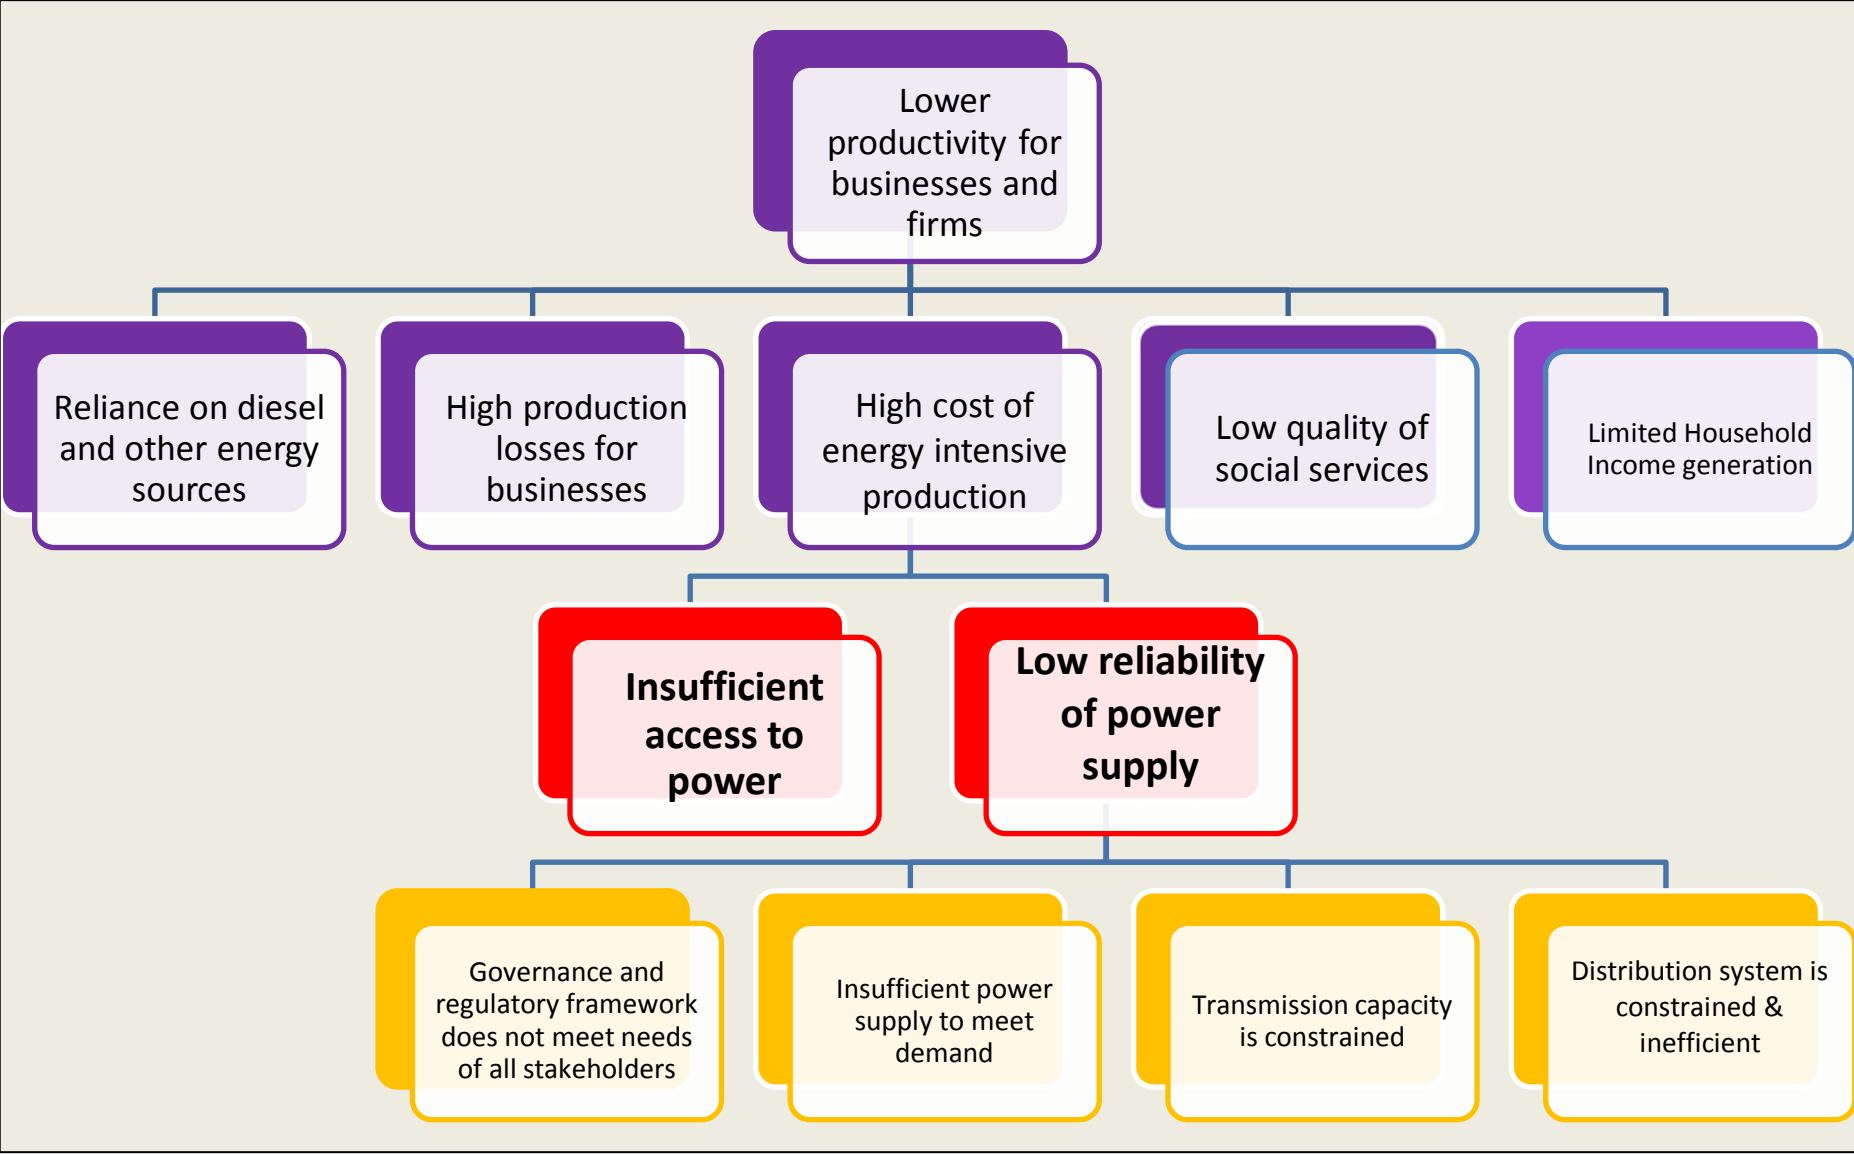 Lower
productivity for
businesses and
firms
Reliance on diesel
and other energy
sources
High production
losses for
businesses
High cost of
energy intensive
production
Low quality of
social services
Limited Household
Income generation
Insufficient
access to
power
Low reliability
of power
supply
Governance and
regulatory framework
does not meet needs
of all stakeholders
Insufficient power
supply to meet
demand
Transmission capacity
is constrained
Distribution system is
constrained &
inefficient